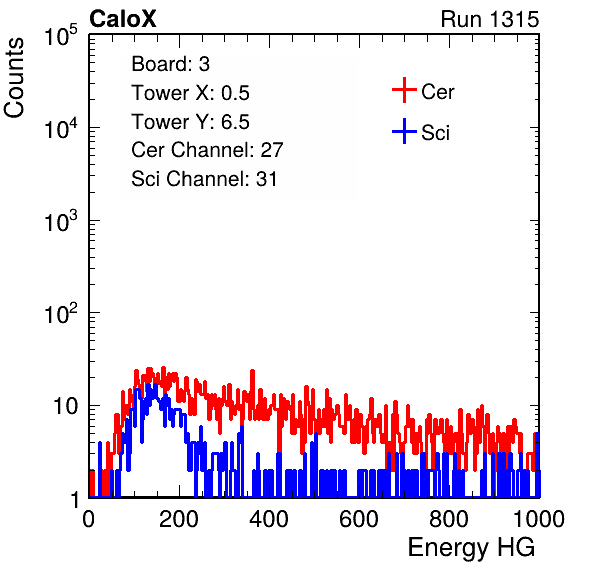 CaloX Run 1315
Counts
10^5
10^4
10^3
10^2
10
1
Board: 3
Tower X: 0.5
Tower Y: 6.5
Cer Channel: 27
Sci Channel: 31
Cer
Sci
0 200 400 600 800 1000
Energy HG